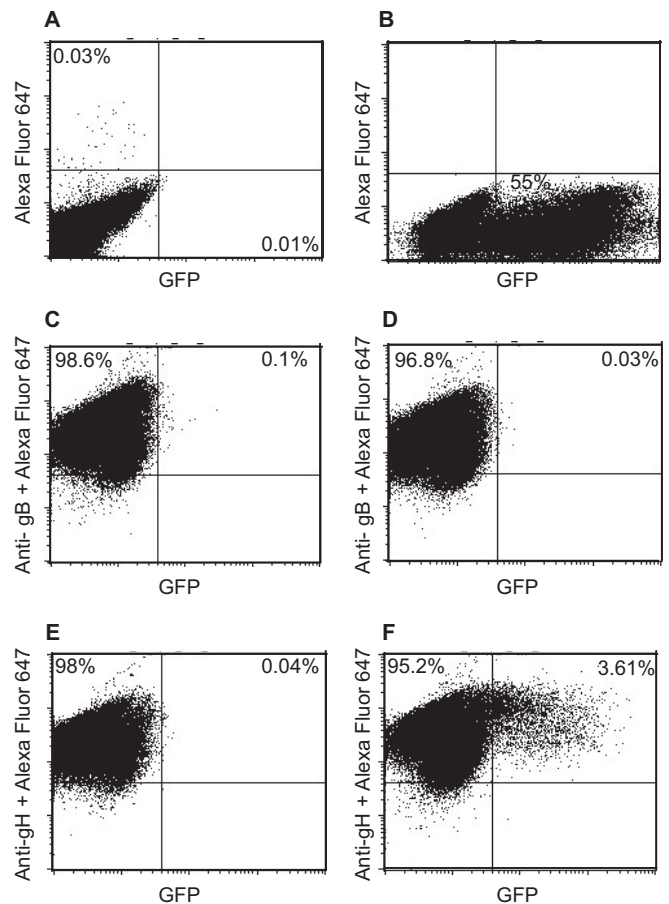 A
B
0.03%
0.01%
Alexa Fluor 647
GFP
55%
Alexa Fluor 647
GFP
C
D
98.6%
0.1%
Anti- gB + Alexa Fluor 647
GFP
96.8%
0.03%
Anti- gB + Alexa Fluor 647
GFP
E
F
98%
0.04%
Anti-gH + Alexa Fluor 647
GFP
95.2%
3.61%
Anti-gH + Alexa Fluor 647
GFP